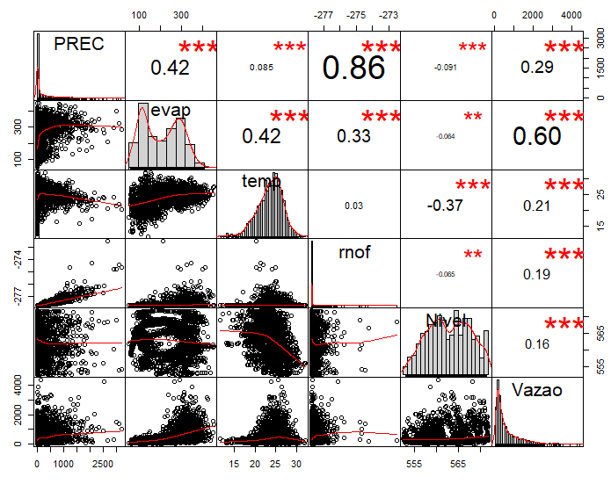 100 300 -277 -275 -273 0 2000 4000
PREC *** 0.42 *** 0.085 *** 0.86 *** -0.091 *** 0.29 0 1000 2000 3000
100 300 evap *** 0.42 *** 0.33 ** -0.064 *** 0.60
temp 0.03 *** -0.37 *** 0.21 15 25
-277 -274 rnof ** -0.065 *** 0.19
Nivel *** 0.16 555 565
0 1000 2000 4000 Vazao
0 1000 2500 15 20 25 30 555 565